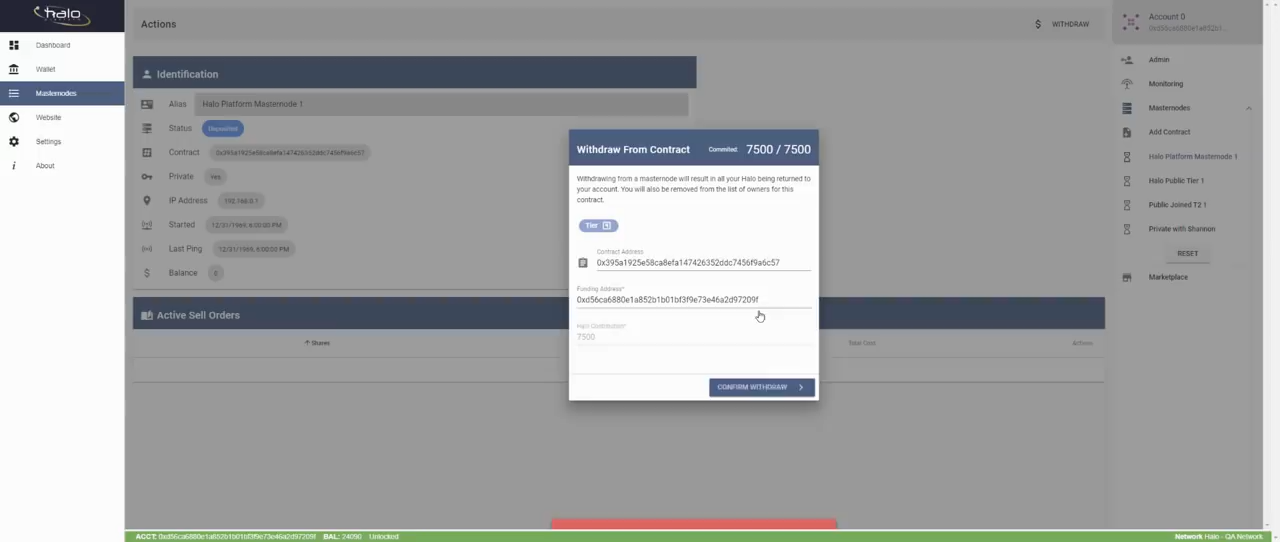 halo
Actions
$ WITHDRAW
Account 0
0xd56ca6880e1a852b1...
Dashboard
Wallet
Masternodes
Website
Settings
About
Identification
Alias Halo Platform Masternode 1
Status Deposited
Contract 0x395a1925e58ca8efa147426352ddc7456f9a6c57
Private Yes
IP Address 192.168.0.1
Started 12/31/1969, 6:00:00 PM
Last Ping 12/31/1969, 6:00:00 PM
Balance 0
Active Sell Orders
Shares
Total Cost
Actions
Withdraw From Contract Commited: 7500 / 7500
Withdrawing from a masternode will result in all your Halo being returned to
your account. You will also be removed from the list of owners for this
contract.
Tier 4
Contract Address
0x395a1925e58ca8efa147426352ddc7456f9a6c57
Funding Address*
0xd56ca6880e1a852b1b01bf3f9e73e46a2d97209f
Halo Contribution*
7500
CONFIRM WITHDRAW
Admin
Monitoring
Masternodes
Add Contract
Halo Platform Masternode 1
Halo Public Tier 1
Public Joined T2 1
Private with Shannon
RESET
Marketplace
ACCT: 0xd56ca6880e1a852b1b01bf3f9e73e46a2d97209f BAL: 24090 Unlocked
Network Halo - QA Network